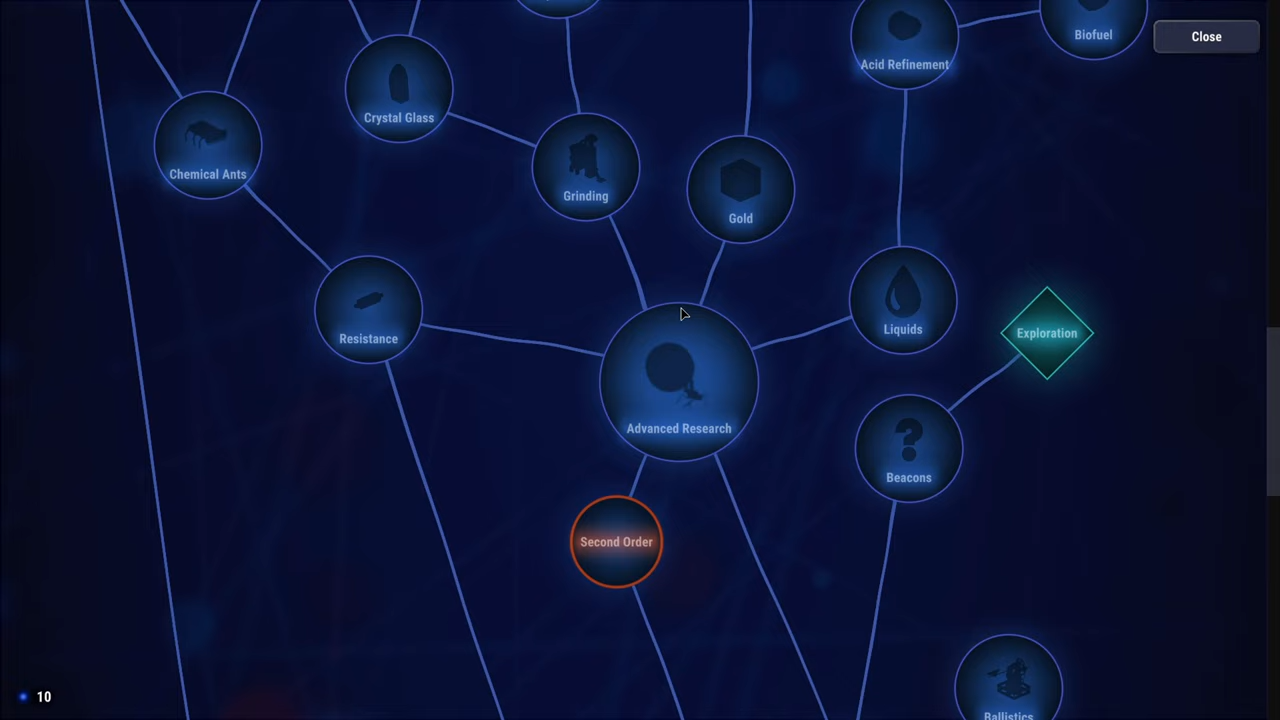 Close
Biofuel
Acid Refinement
Crystal Glass
Chemical Ants
Grinding
Gold
Liquids
Exploration
Resistance
Advanced Research
Beacons
Second Order
10
Ballistics